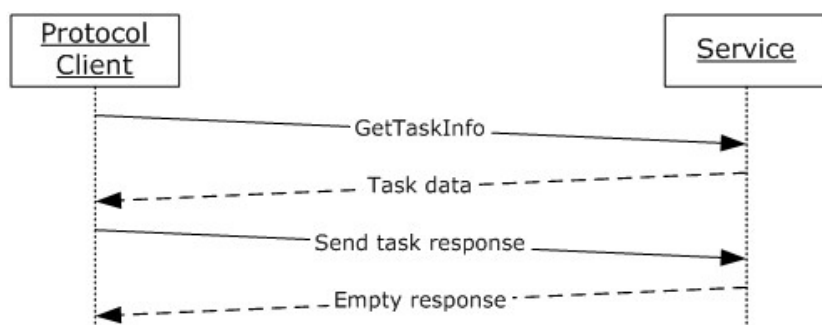 Protocol
Client
Service
GetTaskInfo
Task data
Send task response
Empty response